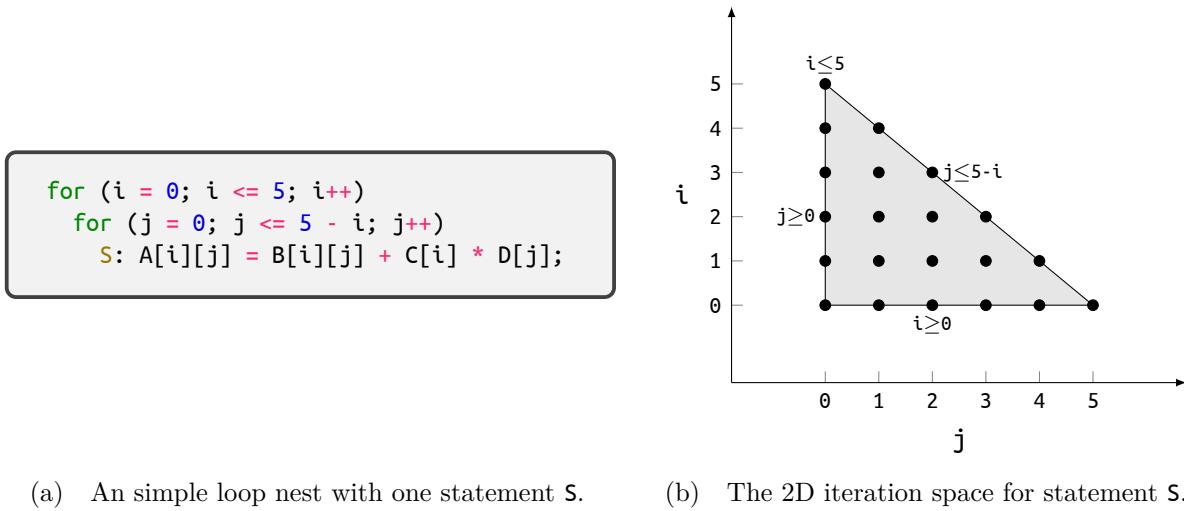 for (i = 0; i <= 5; i++)
for (j = 0; j <= 5 - i; j++)
S: A[i][j] = B[i][j] + C[i] * D[j];
(a) An simple loop nest with one statement S.
i≤5
5
4
3
j≤5-i
i
2
j≥0
1
0
i≥0
0 1 2 3 4 5
j
(b) The 2D iteration space for statement S.